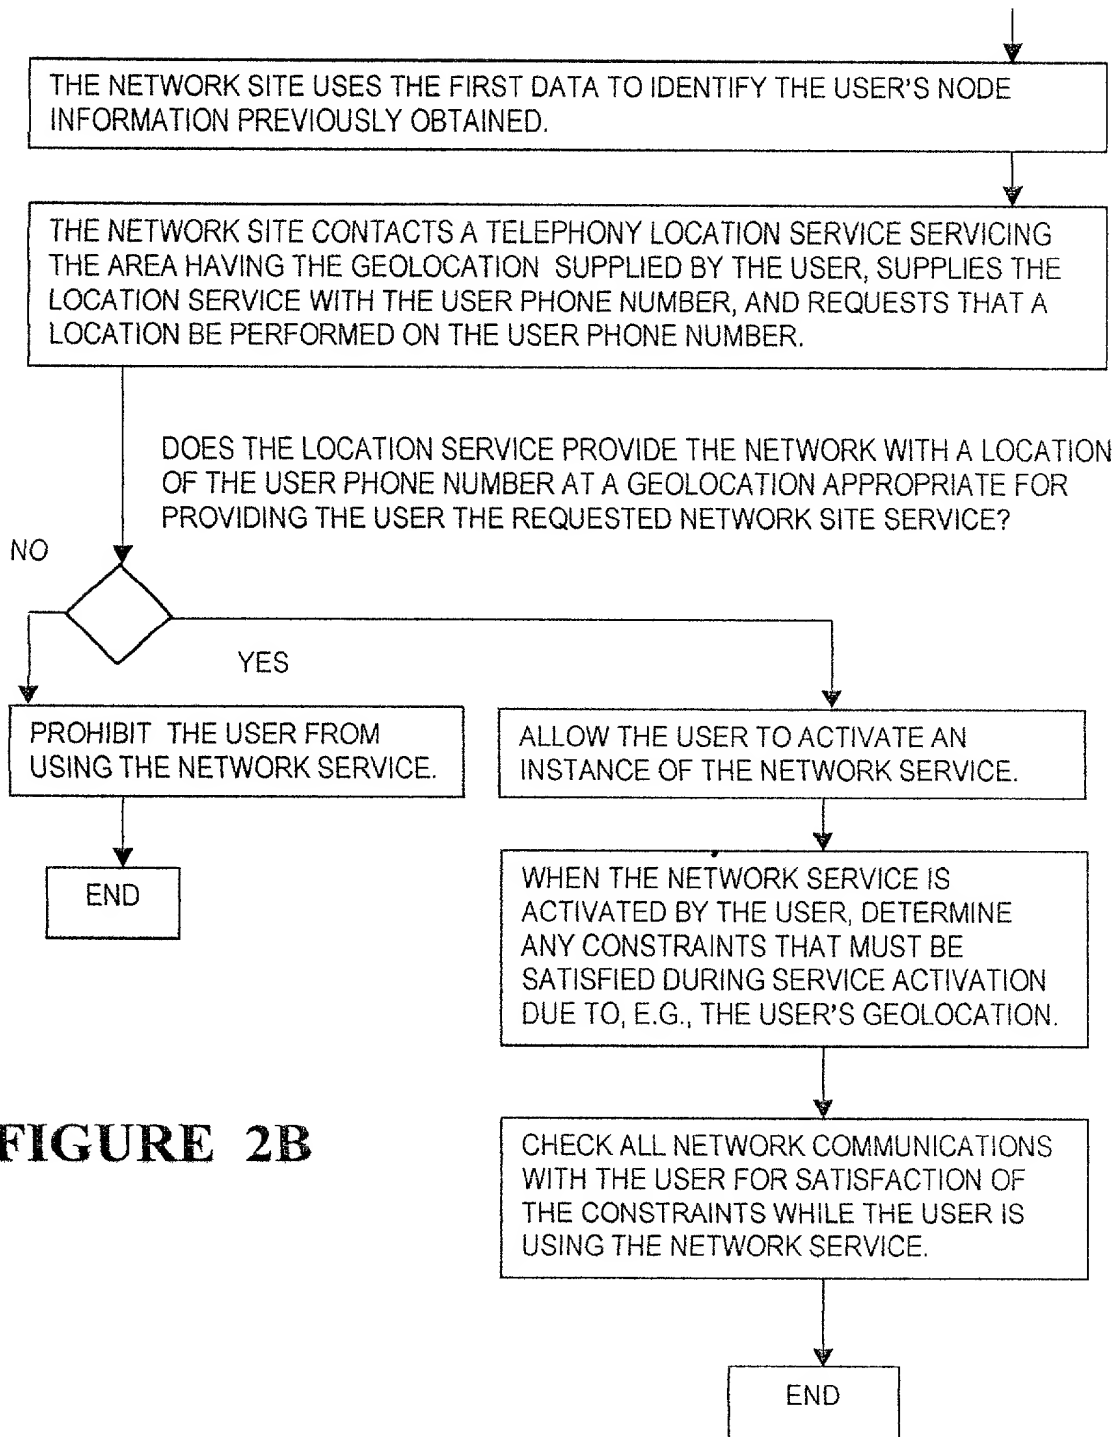 THE NETWORK SITE USES THE FIRST DATA TO IDENTIFY THE USER'S NODE
INFORMATION PREVIOUSLY OBTAINED.
THE NETWORK SITE CONTACTS A TELEPHONY LOCATION SERVICE SERVICING
THE AREA HAVING THE GEOLOCATION SUPPLIED BY THE USER, SUPPLIES THE
LOCATION SERVICE WITH THE USER PHONE NUMBER, AND REQUESTS THAT A
LOCATION BE PERFORMED ON THE USER PHONE NUMBER.
DOES THE LOCATION SERVICE PROVIDE THE NETWORK WITH A LOCATION
OF THE USER PHONE NUMBER AT A GEOLOCATION APPROPRIATE FOR
PROVIDING THE USER THE REQUESTED NETWORK SITE SERVICE?
NO
YES
PROHIBIT THE USER FROM
USING THE NETWORK SERVICE.
END
ALLOW THE USER TO ACTIVATE AN
INSTANCE OF THE NETWORK SERVICE.
WHEN THE NETWORK SERVICE IS
ACTIVATED BY THE USER, DETERMINE
ANY CONSTRAINTS THAT MUST BE
SATISFIED DURING SERVICE ACTIVATION
DUE TO, E.G., THE USER'S GEOLOCATION.
CHECK ALL NETWORK COMMUNICATIONS
WITH THE USER FOR SATISFACTION OF
THE CONSTRAINTS WHILE THE USER IS
USING THE NETWORK SERVICE.
END
FIGURE 2B